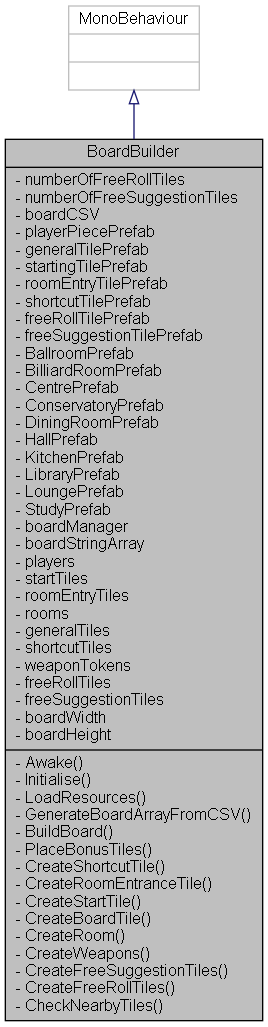 MonoBehaviour
BoardBuilder
- numberOfFreeRollTiles
- numberOfFreeSuggestionTiles
- boardCSV
- playerPiecePrefab
- generalTilePrefab
- startingTilePrefab
- roomEntryTilePrefab
- shortcutTilePrefab
- freeRollTilePrefab
- freeSuggestionTilePrefab
- BallroomPrefab
- BilliardRoomPrefab
- CentrePrefab
- ConservatoryPrefab
- DiningRoomPrefab
- HallPrefab
- KitchenPrefab
- LibraryPrefab
- LoungePrefab
- StudyPrefab
- boardManager
- boardStringArray
- players
- startTiles
- roomEntryTiles
- rooms
- generalTiles
- shortcutTiles
- weaponTokens
- freeRollTiles
- freeSuggestionTiles
- boardWidth
- boardHeight
- Awake()
- Initialise()
- LoadResources()
- GenerateBoardArrayFromCSV()
- BuildBoard()
- PlaceBonusTiles()
- CreateShortcutTile()
- CreateRoomEntranceTile()
- CreateStartTile()
- CreateBoardTile()
- CreateRoom()
- CreateWeapons()
- CreateFreeSuggestionTiles()
- CreateFreeRollTiles()
- CheckNearbyTiles()